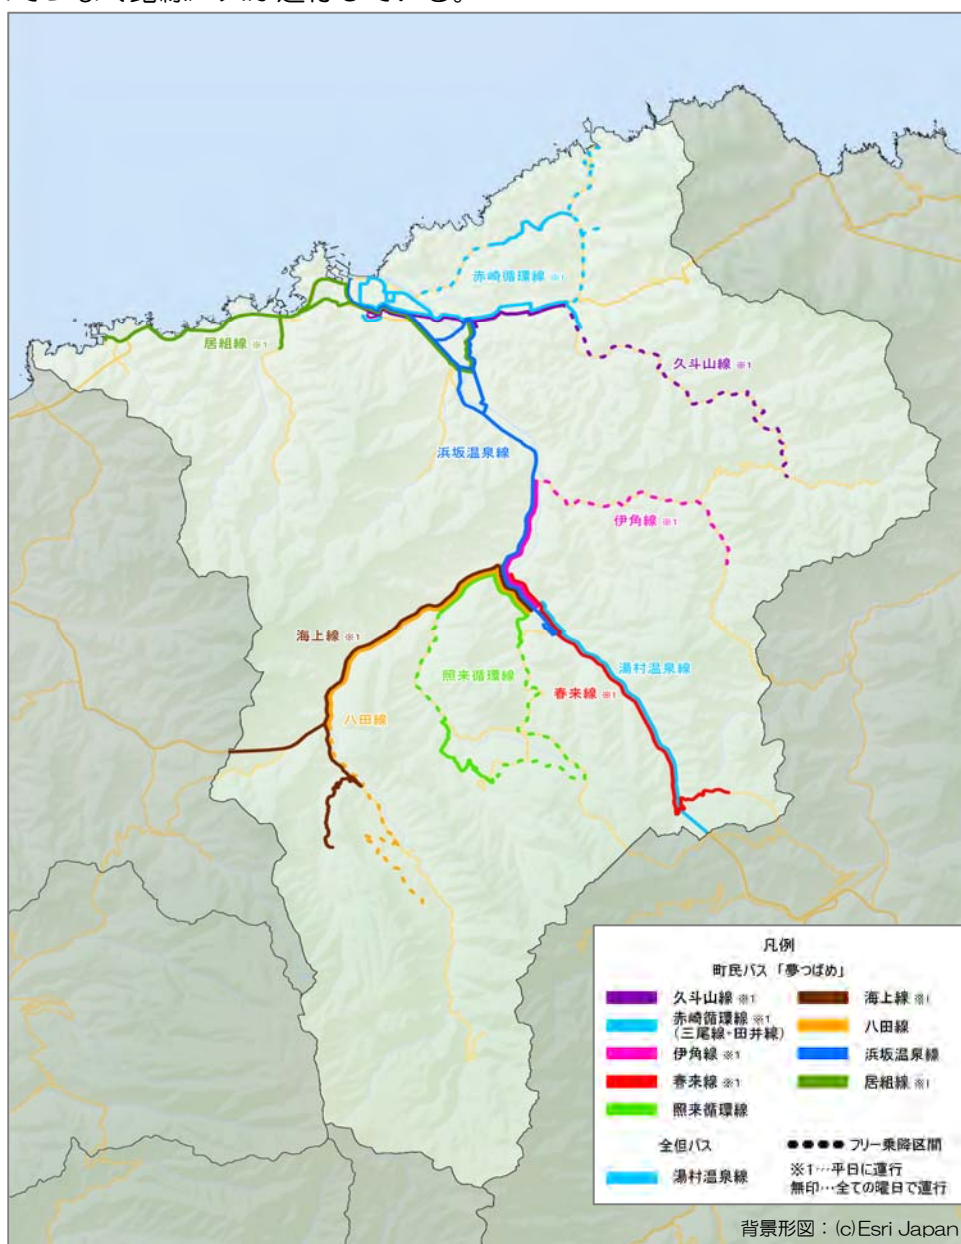 赤崎循環線 ※1
居組線 ※1
久斗山線 ※1
浜坂温泉線
伊角線 ※1
海上線 ※1
照来循環線
湯村温泉線
春来線 ※1
八田線
凡例
町民バス「夢つばめ」
久斗山線 ※1 海上線 ※1
赤崎循環線 ※1 八田線
(三尾線・田井線)
伊角線 ※1 浜坂温泉線
春来線 ※1 居組線 ※1
照来循環線
全但バス フリー乗降区間
湯村温泉線 ※1…平日に運行
無印…全ての曜日で運行
背景形図：(c)Esri Japan